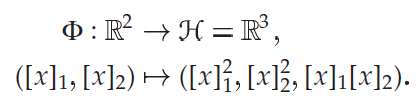 Φ : ℝ² → ℋ = ℝ³ ,
([x]₁, [x]₂) ↦ ([x]₁², [x]₂², [x]₁[x]₂).